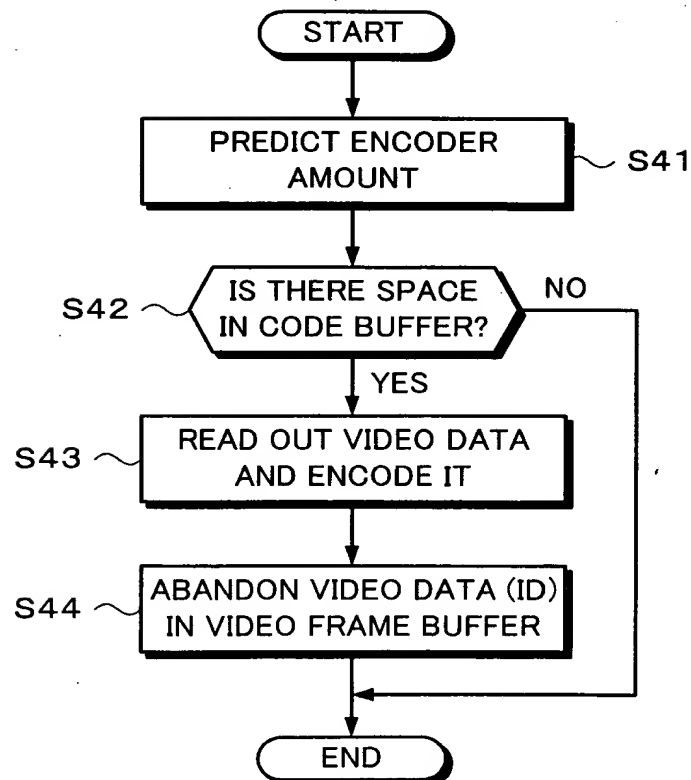 START
PREDICT ENCODER
AMOUNT
S41
IS THERE SPACE
IN CODE BUFFER?
S42
NO
YES
READ OUT VIDEO DATA
AND ENCODE IT
S43
ABANDON VIDEO DATA (ID)
IN VIDEO FRAME BUFFER
S44
END